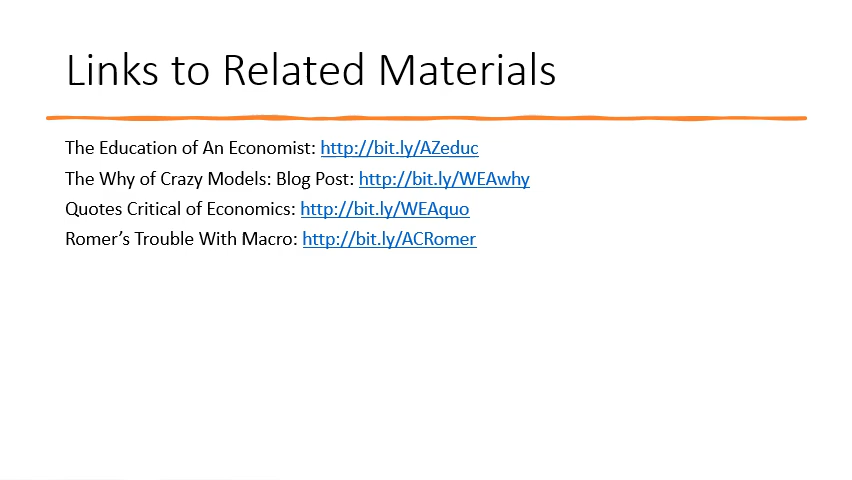 Links to Related Materials
The Education of An Economist: http://bit.ly/AZeduc
The Why of Crazy Models: Blog Post: http://bit.ly/WEAwhy
Quotes Critical of Economics: http://bit.ly/WEAquo
Romer’s Trouble With Macro: http://bit.ly/ACRomer